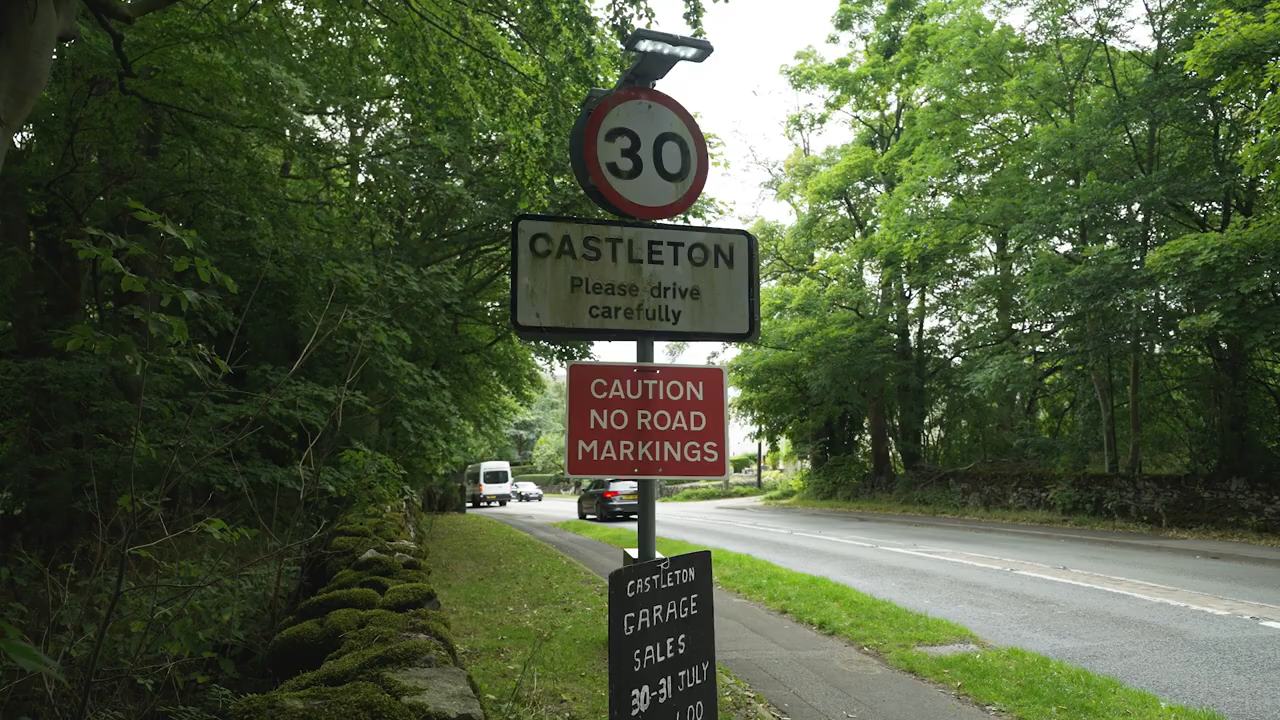 30
CASTLETON
Please drive
carefully
CAUTION
NO ROAD
MARKINGS
CASTLETON
GARAGE
SALES
30-31 JULY